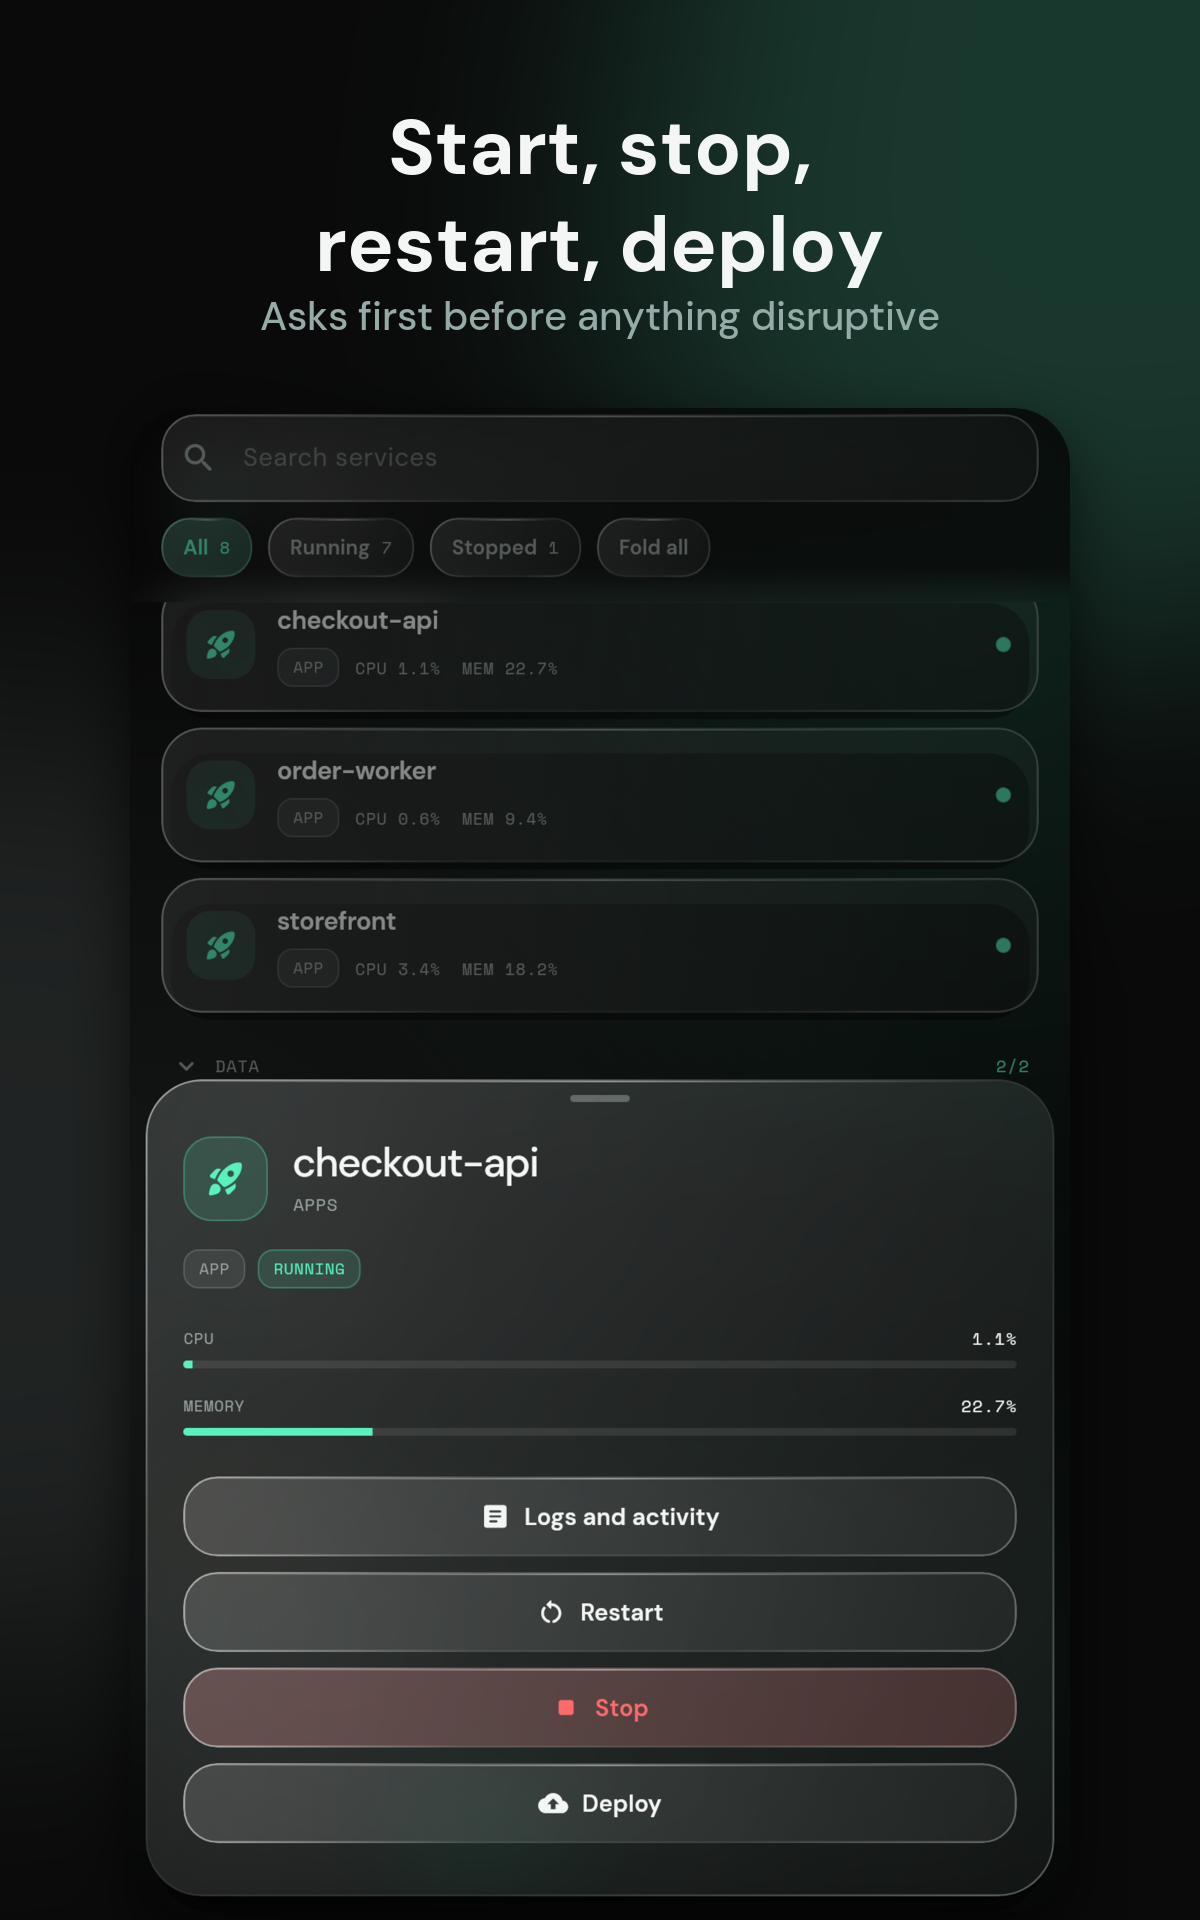 Start, stop,
restart, deploy
Asks first before anything disruptive
Search services
All 8 Running 7 Stopped 1 Fold all
checkout-api
APP CPU 1.1% MEM 22.7%
order-worker
APP CPU 0.6% MEM 9.4%
storefront
APP CPU 3.4% MEM 18.2%
DATA 2/2
checkout-api
APPS
APP RUNNING
CPU 1.1%
MEMORY 22.7%
Logs and activity
Restart
Stop
Deploy